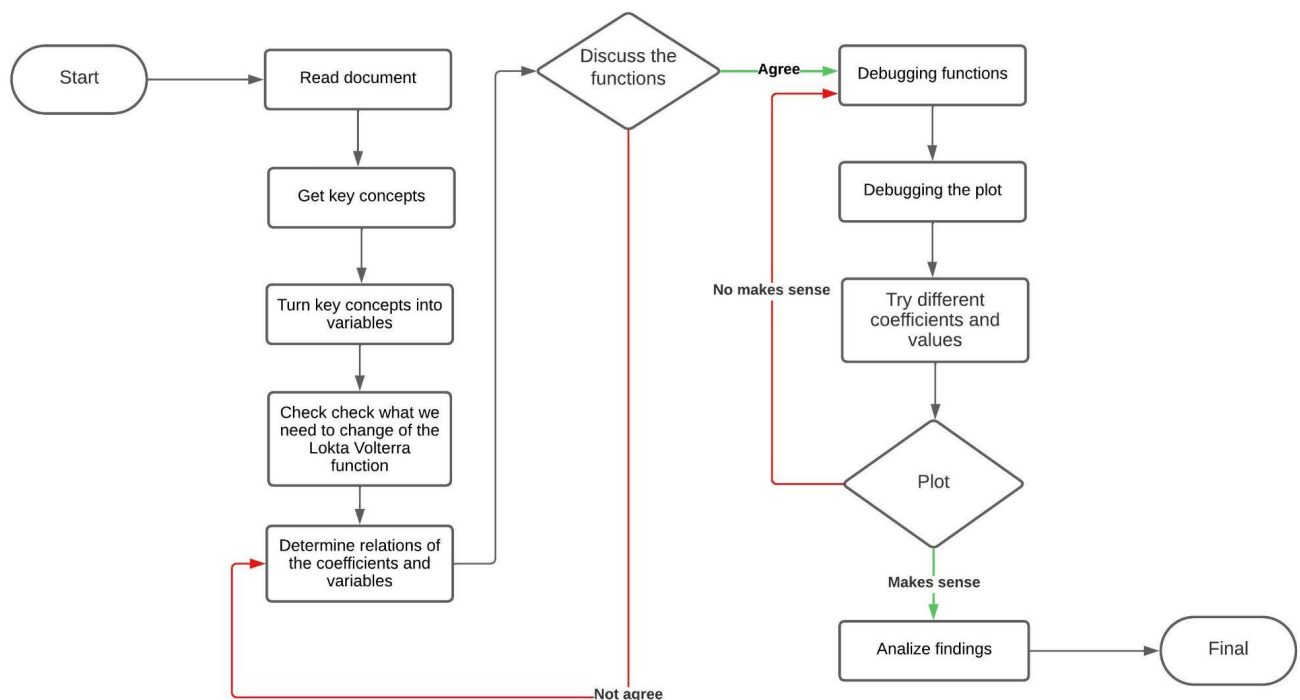 Start
Read document
Get key concepts
Turn key concepts into
variables
Check check what we
need to change of the
Lokta Volterra
function
Determine relations of
the coefficients and
variables
Discuss the
functions
Not agree
Agree
Debugging functions
Debugging the plot
Try different
coefficients and
values
Plot
No makes sense
Makes sense
Analize findings
Final